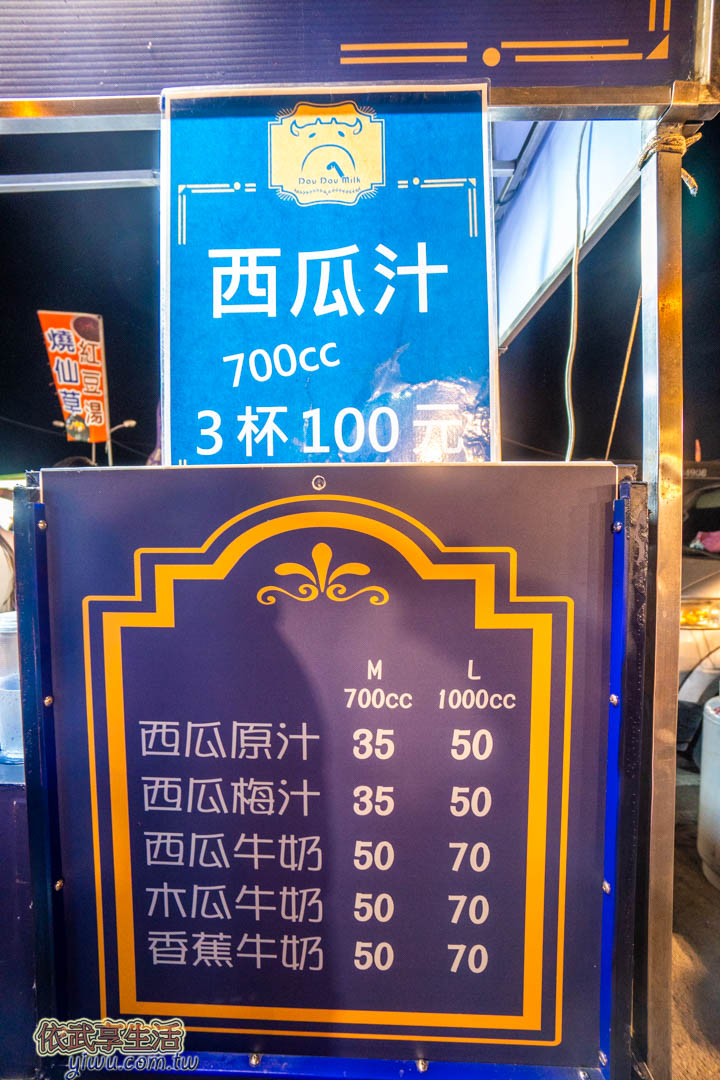 Dou Dou Milk
西瓜汁
700cc
3杯100元
燒仙草
紅豆湯
M L
700cc 1000cc
西瓜原汁 35 50
西瓜梅汁 35 50
西瓜牛奶 50 70
木瓜牛奶 50 70
香蕉牛奶 50 70
依武享生活
yiwu.com.tw